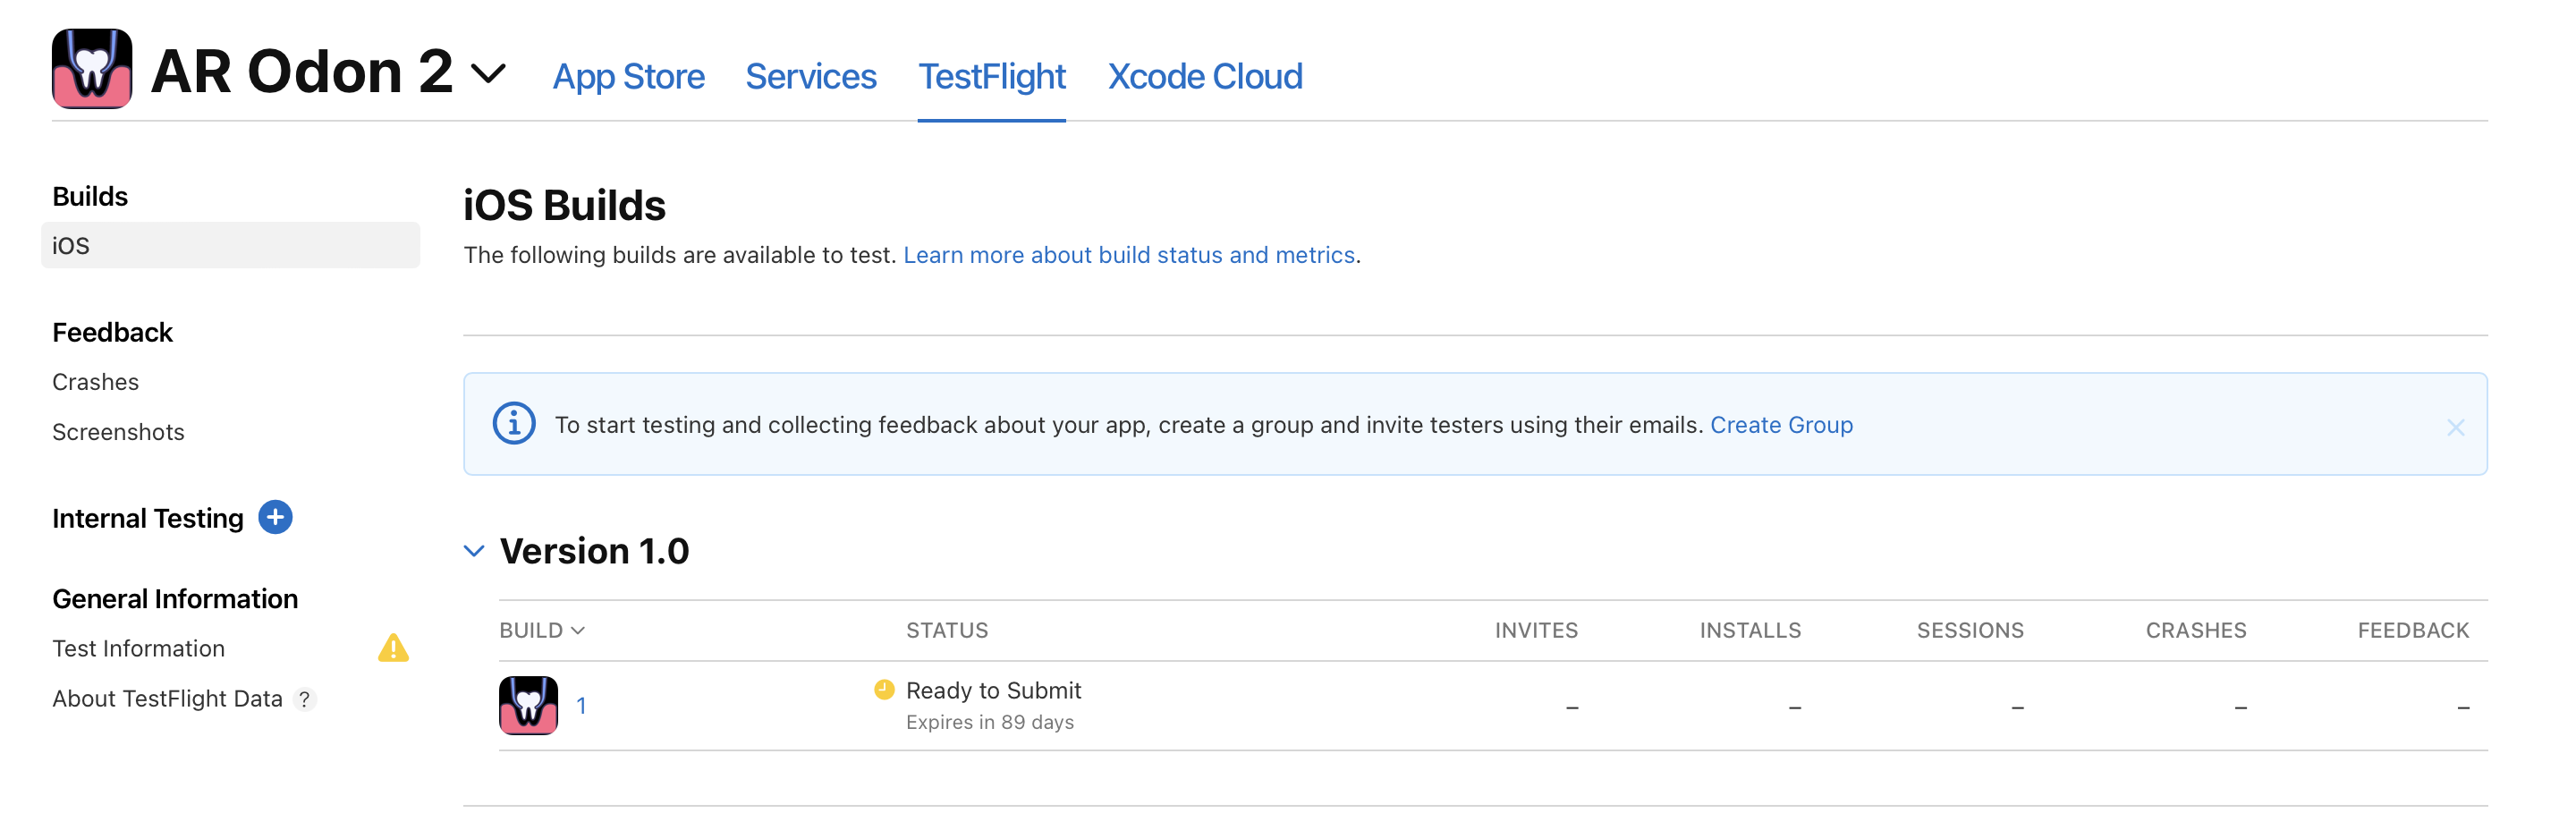 AR Odon 2
App Store Services TestFlight Xcode Cloud
Builds
iOS
Feedback
Crashes
Screenshots
Internal Testing
General Information
Test Information
About TestFlight Data ?
iOS Builds
The following builds are available to test. Learn more about build status and metrics.
To start testing and collecting feedback about your app, create a group and invite testers using their emails. Create Group
Version 1.0
BUILD STATUS INVITES INSTALLS SESSIONS CRASHES FEEDBACK
1 Ready to Submit – – – – –
Expires in 89 days